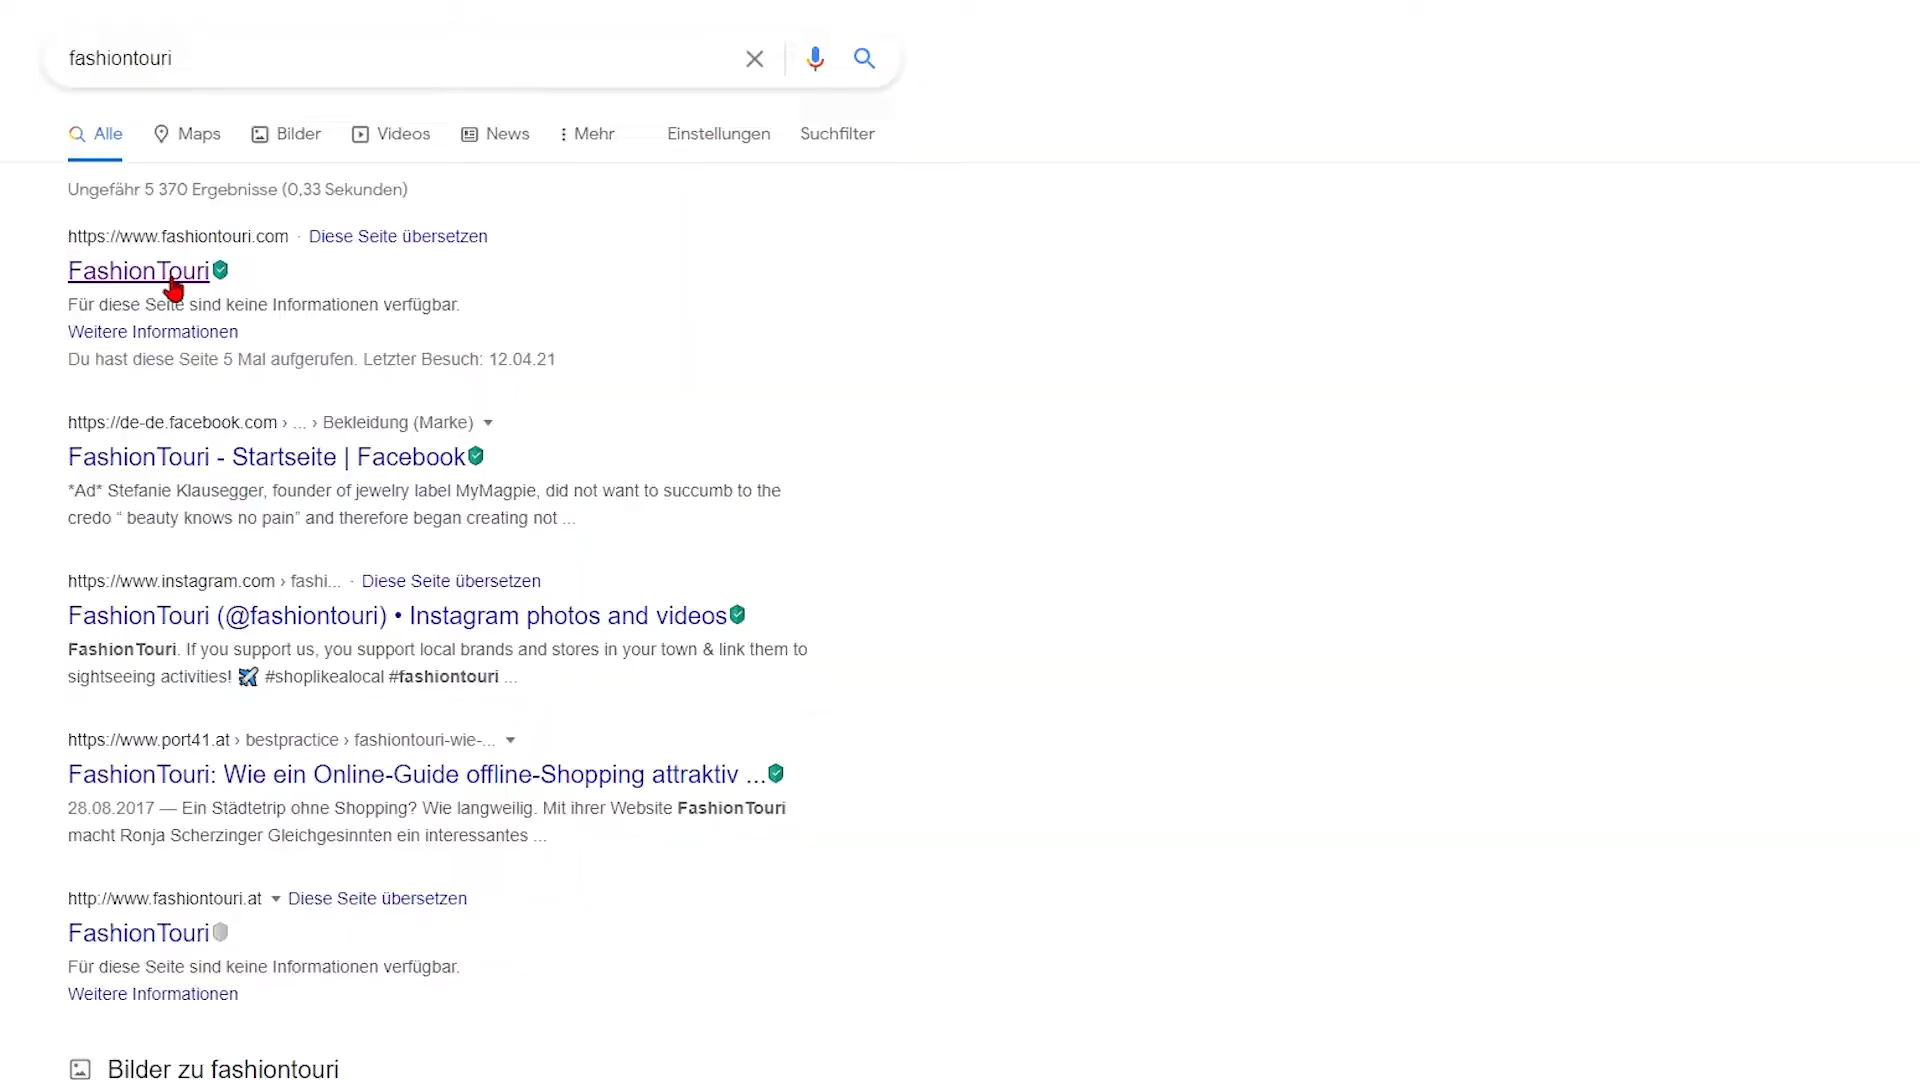 fashiontouri
Alle Maps Bilder Videos News Mehr Einstellungen Suchfilter
Ungefähr 5 370 Ergebnisse (0,33 Sekunden)
https://www.fashiontouri.com · Diese Seite übersetzen
FashionTouri
Für diese Seite sind keine Informationen verfügbar.
Weitere Informationen
Du hast diese Seite 5 Mal aufgerufen. Letzter Besuch: 12.04.21
https://de-de.facebook.com › ... › Bekleidung (Marke)
FashionTouri - Startseite | Facebook
*Ad* Stefanie Klausegger, founder of jewelry label MyMagpie, did not want to succumb to the
credo “ beauty knows no pain” and therefore began creating not ...
https://www.instagram.com › fashi... · Diese Seite übersetzen
FashionTouri (@fashiontouri) • Instagram photos and videos
FashionTouri. If you support us, you support local brands and stores in your town & link them to
sightseeing activities! ✈️ #shoplikealocal #fashiontouri ...
https://www.port41.at › bestpractice › fashiontouri-wie-...
FashionTouri: Wie ein Online-Guide offline-Shopping attraktiv ...
28.08.2017 — Ein Städtetrip ohne Shopping? Wie langweilig. Mit ihrer Website FashionTouri
macht Ronja Scherzinger Gleichgesinnten ein interessantes ...
http://www.fashiontouri.at Diese Seite übersetzen
FashionTouri
Für diese Seite sind keine Informationen verfügbar.
Weitere Informationen
Bilder zu fashiontouri